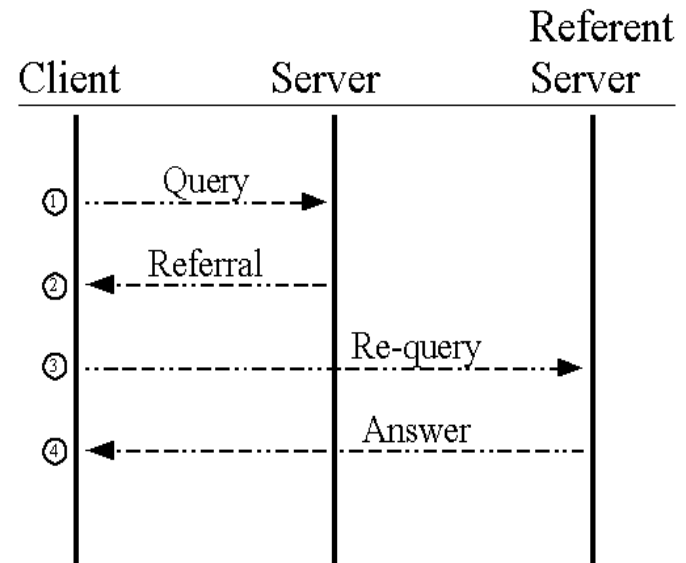 Referent
Client Server Server
① Query
② Referral
③ Re-query
④ Answer